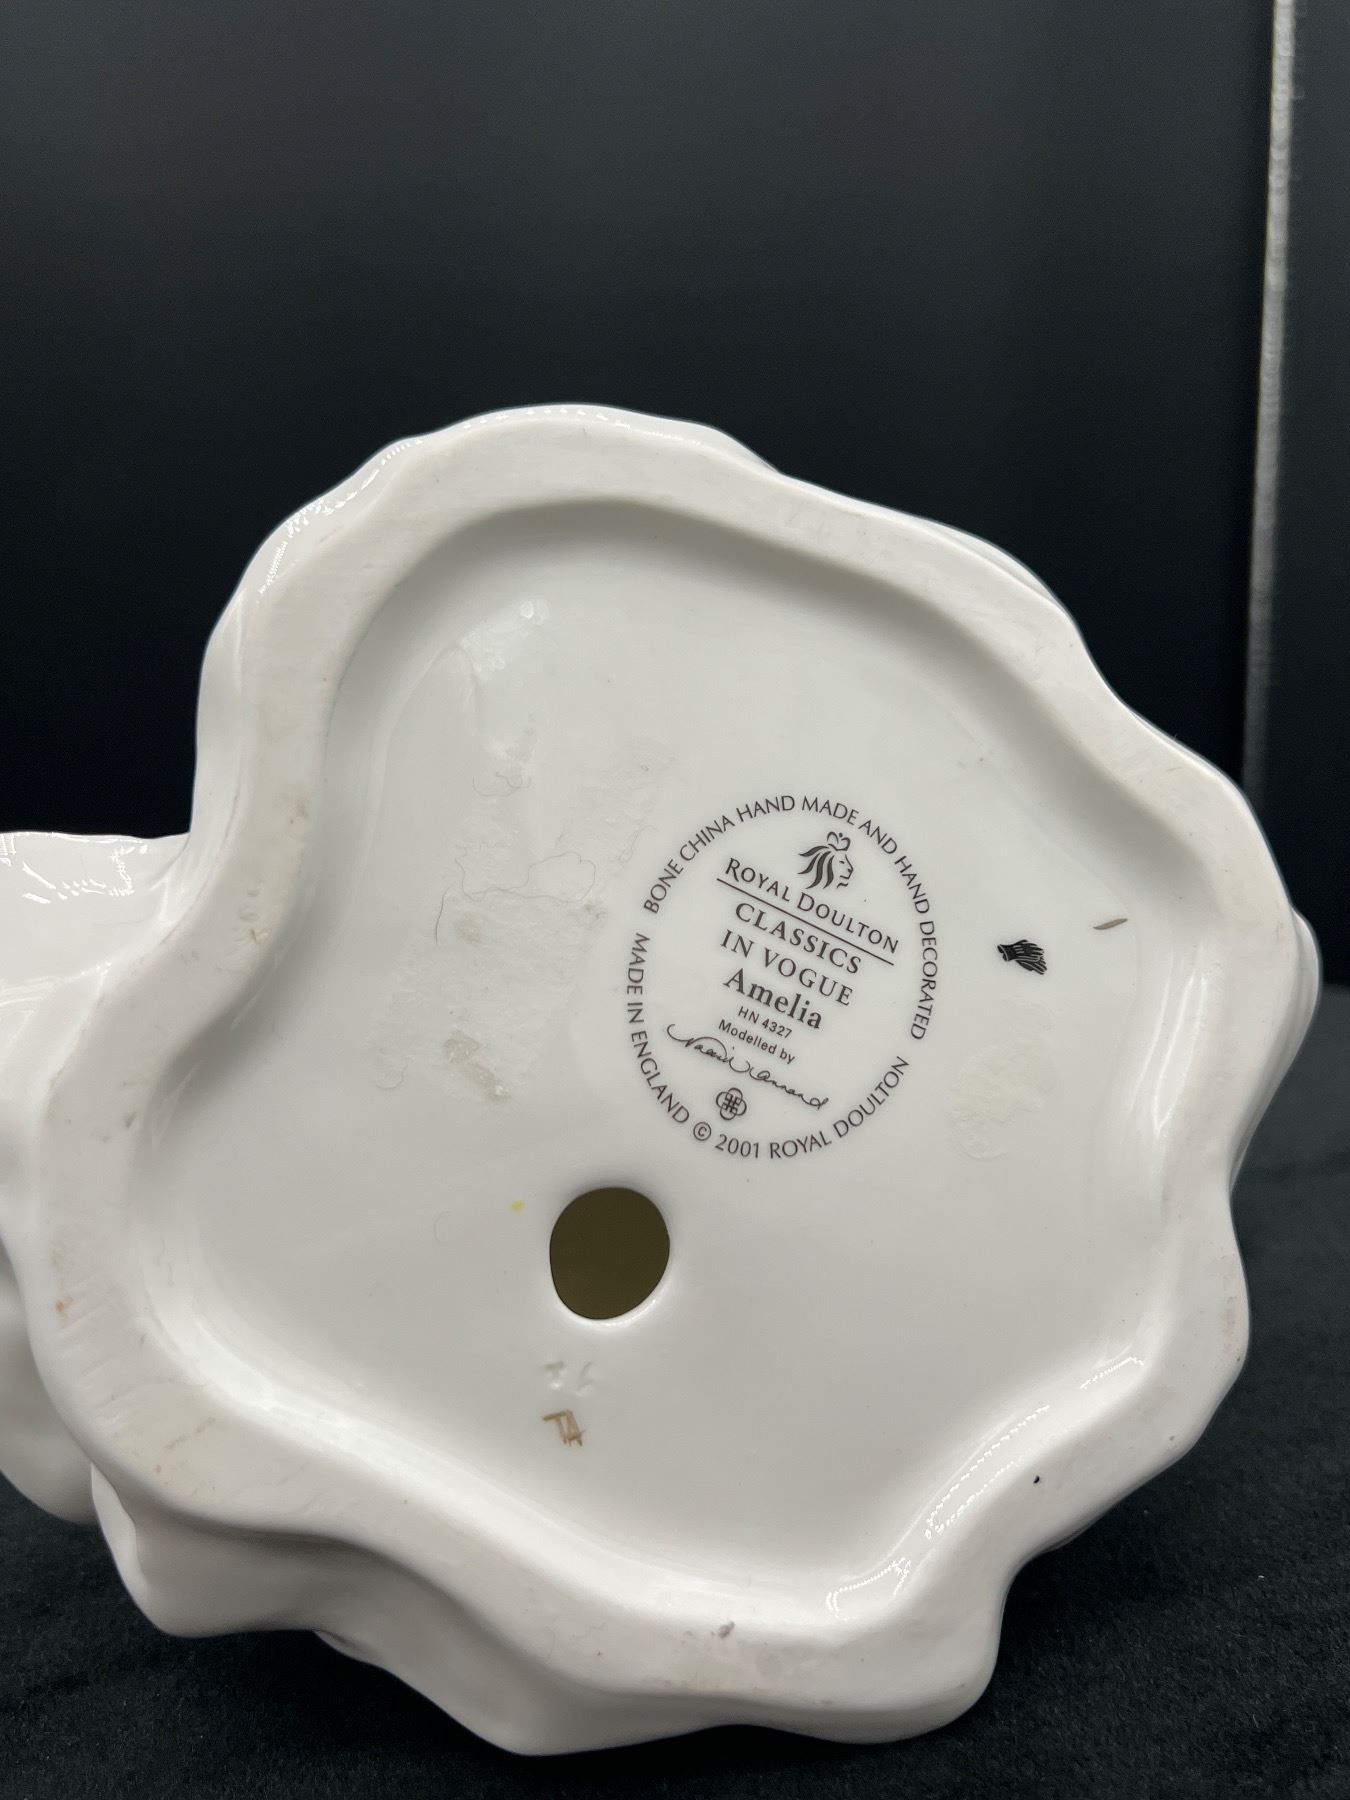 BONE CHINA HAND MADE AND HAND DECORATED
ROYAL DOULTON
CLASSICS
IN VOGUE
Amelia
HN 4327
Modelled by
MADE IN ENGLAND © 2001 ROYAL DOULTON